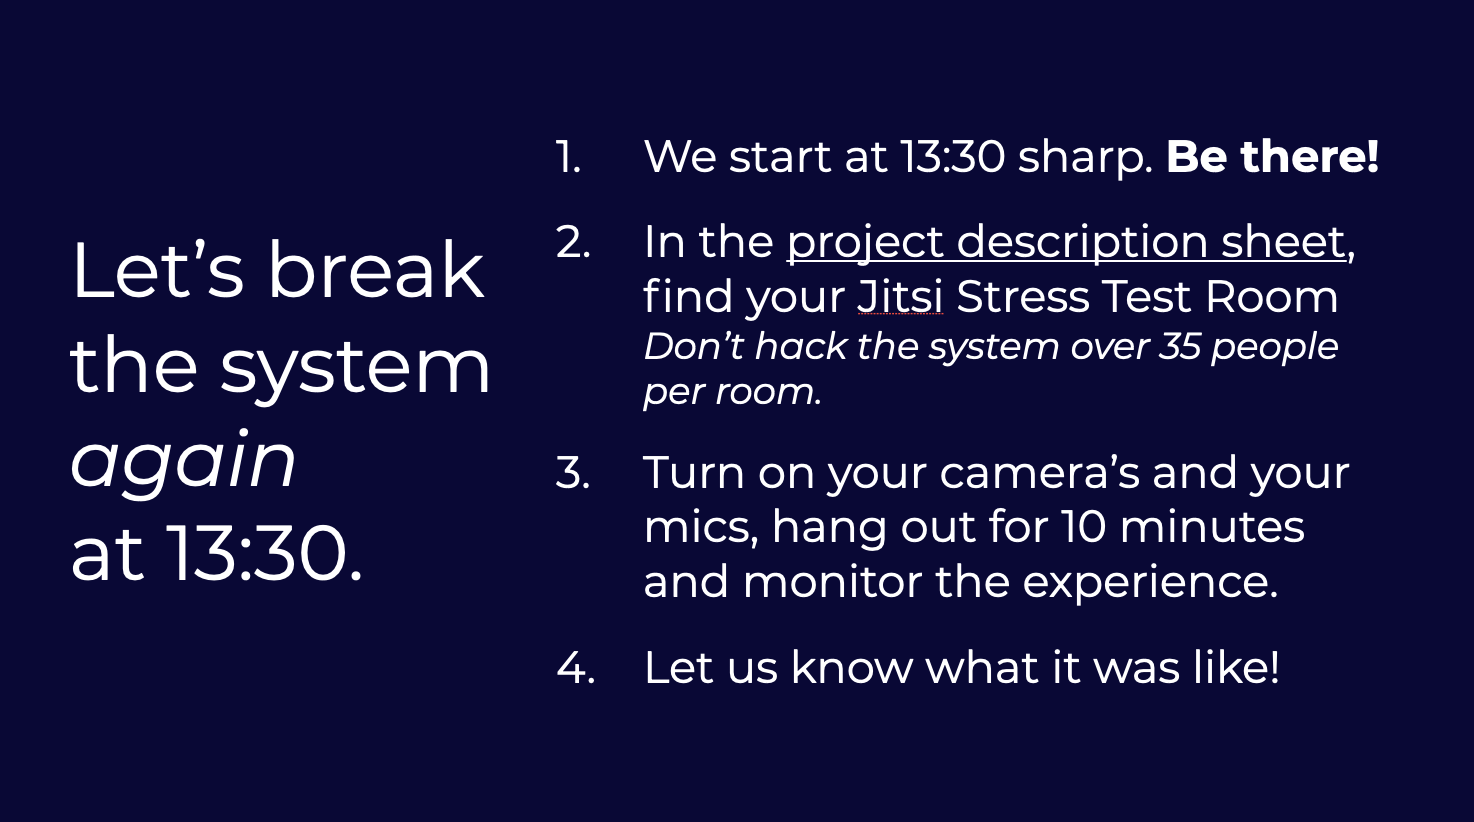 Let’s break
the system
again
at 13:30.
1. We start at 13:30 sharp. Be there!
2. In the project description sheet,
find your Jitsi Stress Test Room
Don’t hack the system over 35 people
per room.
3. Turn on your camera’s and your
mics, hang out for 10 minutes
and monitor the experience.
4. Let us know what it was like!